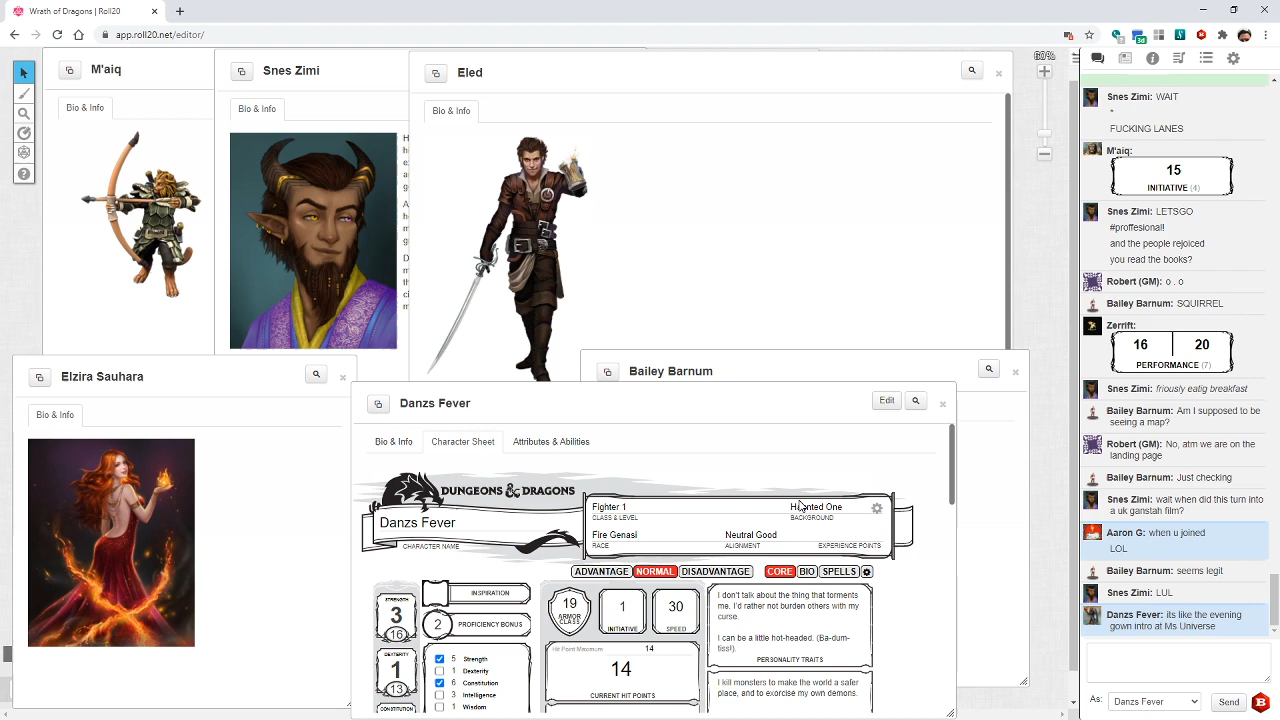 Wrath of Dragons | Roll20
app.roll20.net/editor/
3d
60%
M'aiq
Bio & Info
Snes Zimi
Bio & Info
Eled
Bio & Info
Elzira Sauhara
Bio & Info
Bailey Barnum
Danzs Fever
Edit
Bio & Info
Character Sheet
Attributes & Abilities
DUNGEONS & DRAGONS
Danzs Fever
CHARACTER NAME
Fighter 1
CLASS & LEVEL
BACKGROUND
Fire Genasi
RACE
Neutral Good
ALIGNMENT
EXPERIENCE POINTS
ADVANTAGE NORMAL DISADVANTAGE
CORE BIO SPELLS
STRENGTH
3
16
DEXTERITY
1
13
CONSTITUTION
INSPIRATION
2 PROFICIENCY BONUS
5 Strength
1 Dexterity
6 Constitution
3 Intelligence
1 Wisdom
19
ARMOR CLASS
1
INITIATIVE
30
SPEED
Hit Point Maximum 14
14
CURRENT HIT POINTS
I don't talk about the thing that torments
me. I'd rather not burden others with my
curse.
I can be a little hot-headed. (Ba-dum-
tiss!).
PERSONALITY TRAITS
I kill monsters to make the world a safer
place, and to exorcise my own demons.
Snes Zimi: WAIT
*
FUCKING LANES
M'aiq:
15
INITIATIVE (4)
Snes Zimi: LETSGO
#proffesional!
and the people rejoiced
you read the books?
Robert (GM): o . o
Bailey Barnum: SQUIRREL
Zerrift:
16 20
PERFORMANCE (7)
Snes Zimi: friously eatig breakfast
Bailey Barnum: Am I supposed to be
seeing a map?
Robert (GM): No, atm we are on the
landing page
Bailey Barnum: Just checking
Snes Zimi: wait when did this turn into
a uk ganstah film?
Aaron G: when u joined
LOL
Bailey Barnum: seems legit
Snes Zimi: LUL
Danzs Fever: its like the evening
gown intro at Ms Universe
As: Danzs Fever
Send